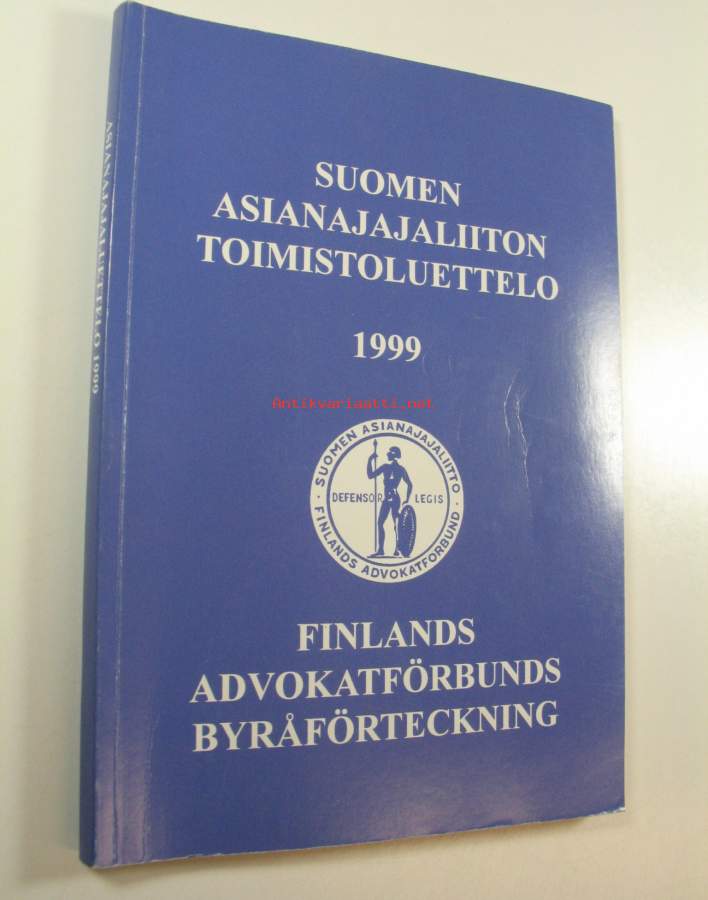 SUOMEN
ASIANAJAJALIITON
TOIMISTOLUETTELO
1999
Antikvariaatti.net
· SUOMEN ASIANAJAJALIITTO ·
DEFENSOR LEGIS
FINLANDS ADVOKATFÖRBUND
FINLANDS
ADVOKATFÖRBUNDS
BYRÅFÖRTECKNING
ASIANAJAJALUETTELO 1999